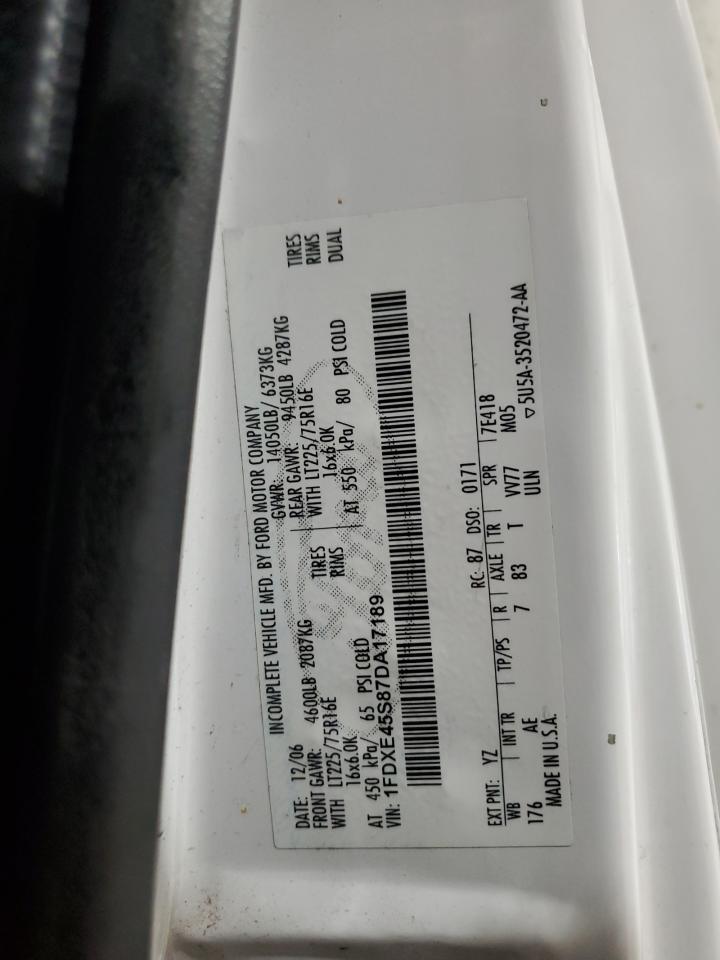 INCOMPLETE VEHICLE MFD. BY FORD MOTOR COMPANY
DATE: 12/06 GVWR: 14050LB/ 6373KG
FRONT GAWR: 4600LB 2087KG REAR GAWR: 9450LB 4287KG
WITH LT225/75R16E TIRES WITH LT225/75R16E TIRES
16x6.0K RIMS 16x6.0K RIMS
AT 450 kPa/ 65 PSI COLD AT 550 kPa/ 80 PSI COLD DUAL
VIN: 1FDXE45S87DA17189
EXT PNT: YZ RC: 87 DSO: 0171
WB INT TR TP/PS R AXLE TR SPR 7E418
176 AE 7 83 T VV77 M05
MADE IN U.S.A. ULN ▽5U5A-3520472-AA